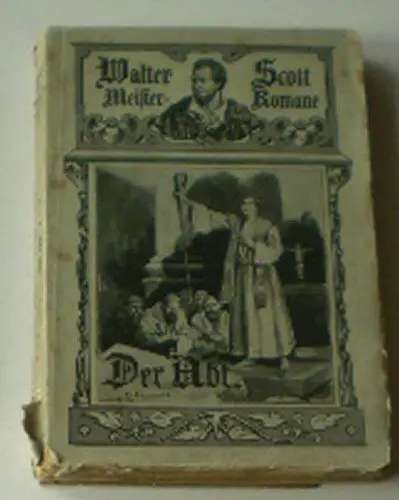 Walter Scott
Meister-Romane
Der Abt.